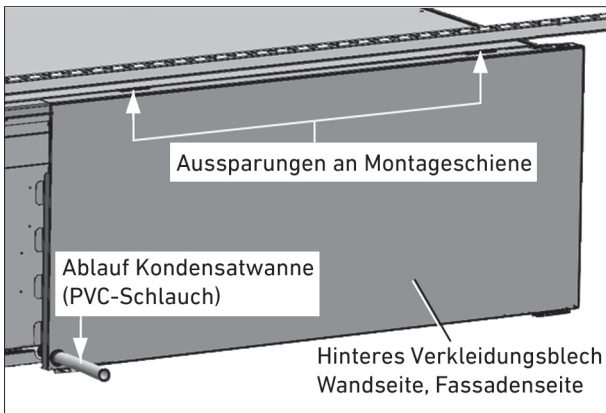 Aussparungen an Montageschiene
Ablauf Kondensatwanne
(PVC-Schlauch)
Hinteres Verkleidungsblech
Wandseite, Fassadenseite